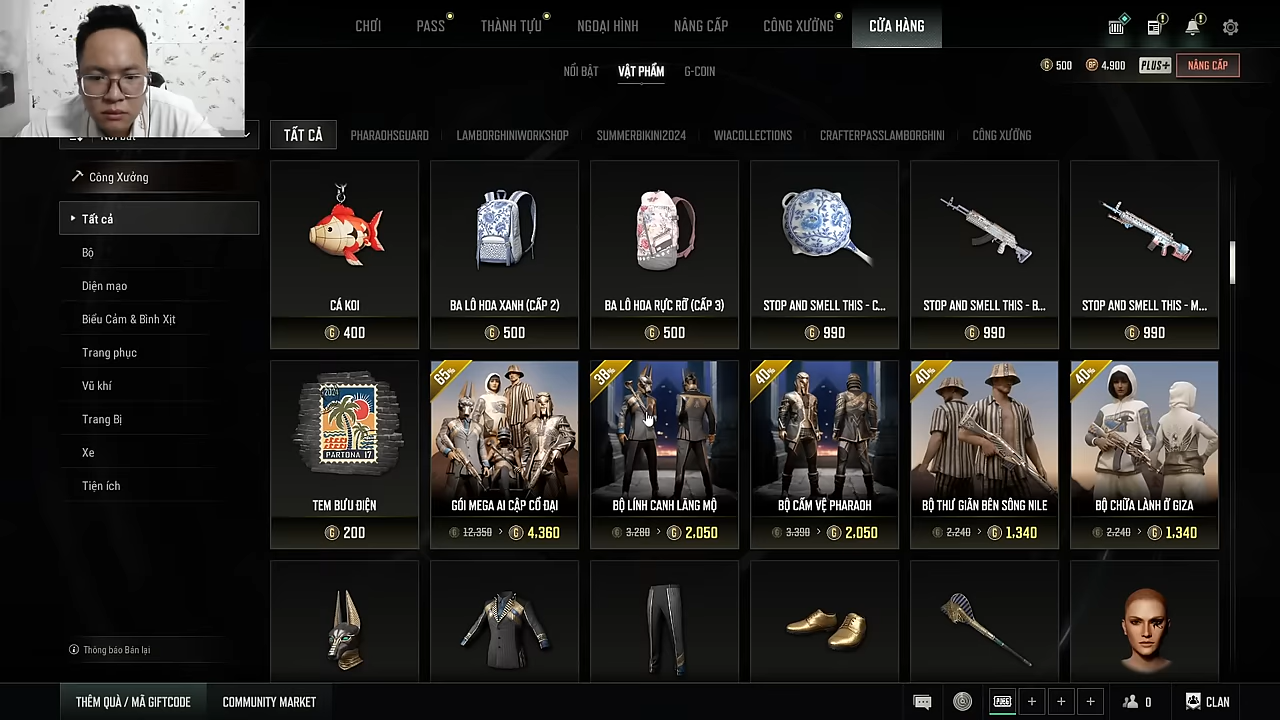 CHƠI
PASS
THÀNH TỰU
NGOẠI HÌNH
NÂNG CẤP
CÔNG XƯỞNG
CỬA HÀNG
NỔI BẬT
VẬT PHẨM
G-COIN
G 500
BP 4,900
PLUS+
NÂNG CẤP
TẤT CẢ
PHARAOHSGUARD
LAMBORGHINIWORKSHOP
SUMMERBIKINI2024
WIACOLLECTIONS
CRAFTERPASSLAMBORGHINI
CÔNG XƯỞNG
Công Xưởng
Tất cả
Bộ
Diện mạo
Biểu Cảm & Bình Xịt
Trang phục
Vũ khí
Trang Bị
Xe
Tiện ích
Thông báo Bán lại
CÁ KOI
G 400
BA LÔ HOA XANH (CẤP 2)
G 500
BA LÔ HOA RỰC RỠ (CẤP 3)
G 500
STOP AND SMELL THIS - C...
G 990
STOP AND SMELL THIS - B...
G 990
STOP AND SMELL THIS - M...
G 990
2024
PARTONA 17
TEM BƯU ĐIỆN
G 200
65%
GÓI MEGA AI CẬP CỔ ĐẠI
G 12,350 > G 4,360
38%
BỘ LÍNH CANH LĂNG MỘ
G 3,280 > G 2,050
40%
BỘ CẤM VỆ PHARAOH
G 3,390 > G 2,050
40%
BỘ THƯ GIÃN BÊN SÔNG NILE
G 2,240 > G 1,340
40%
BỘ CHỮA LÀNH Ở GIZA
G 2,240 > G 1,340
THÊM QUÀ / MÃ GIFTCODE
COMMUNITY MARKET
0
CLAN